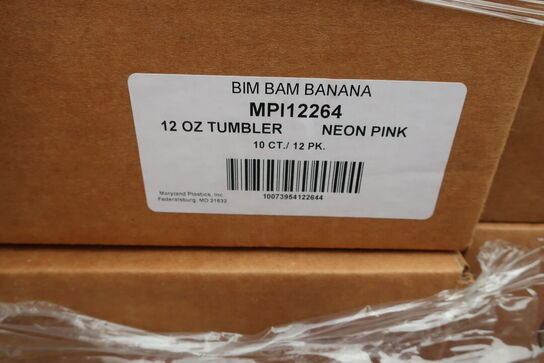 BIM BAM BANANA
MPI12264
12 OZ TUMBLER NEON PINK
10 CT./ 12 PK.
Maryland Plastics, Inc.
Federalsburg, MD 21632
10073954122644